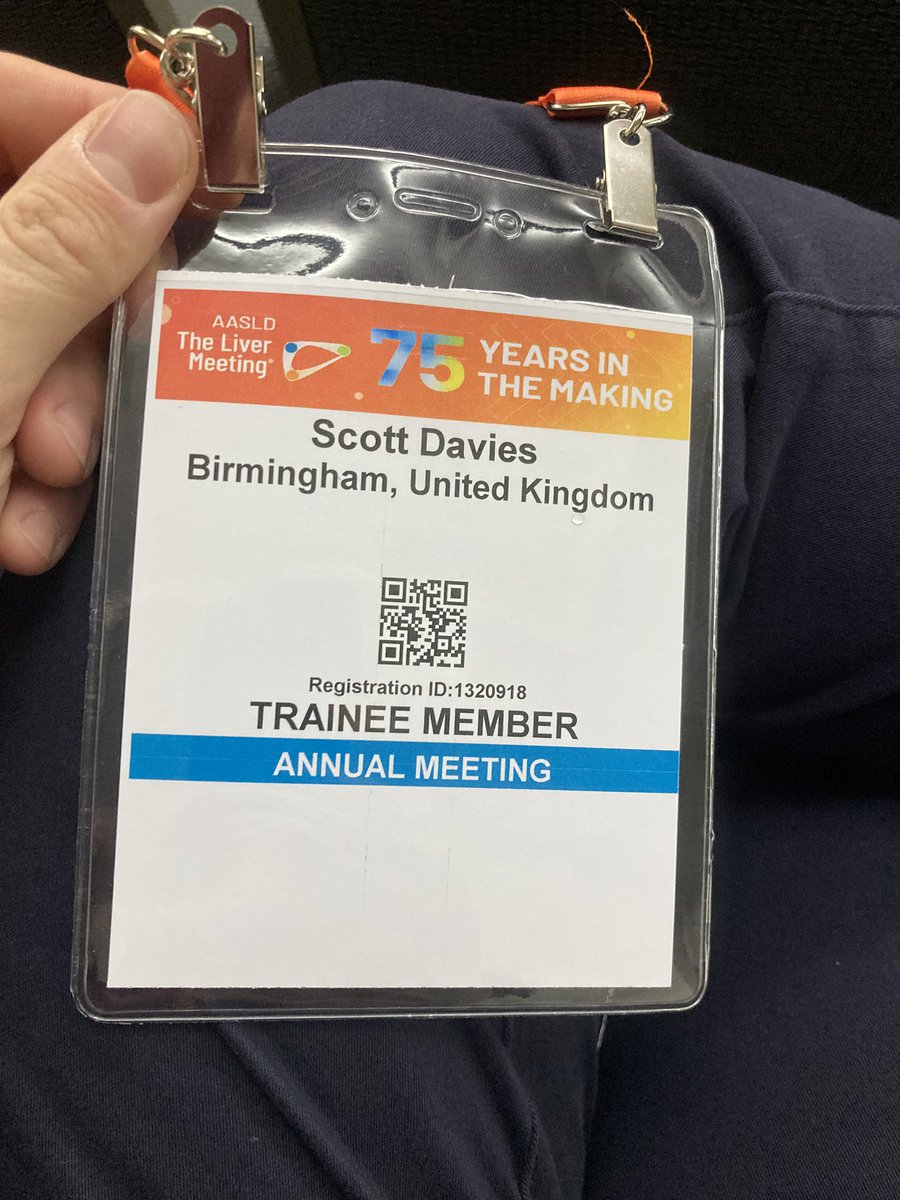 AASLD
The Liver
Meeting®
75 YEARS IN
THE MAKING
Scott Davies
Birmingham, United Kingdom
Registration ID:1320918
TRAINEE MEMBER
ANNUAL MEETING